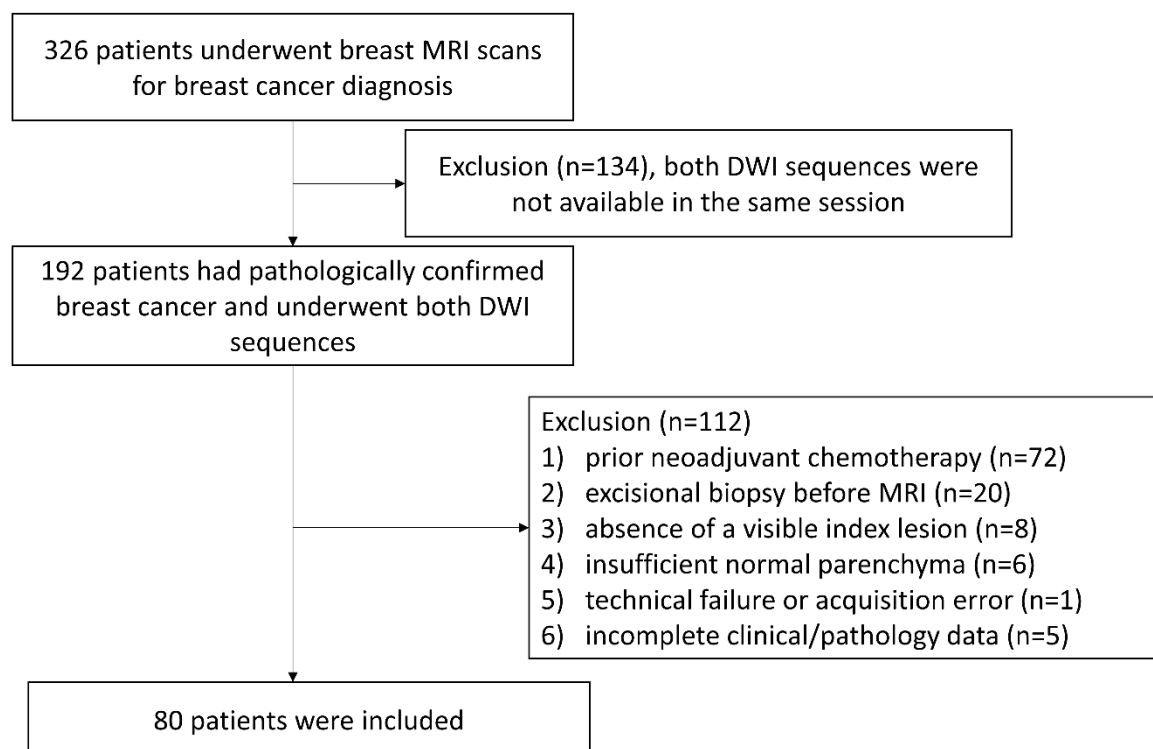 326 patients underwent breast MRI scans
for breast cancer diagnosis
Exclusion (n=134), both DWI sequences were
not available in the same session
192 patients had pathologically confirmed
breast cancer and underwent both DWI
sequences
Exclusion (n=112)
1) prior neoadjuvant chemotherapy (n=72)
2) excisional biopsy before MRI (n=20)
3) absence of a visible index lesion (n=8)
4) insufficient normal parenchyma (n=6)
5) technical failure or acquisition error (n=1)
6) incomplete clinical/pathology data (n=5)
80 patients were included